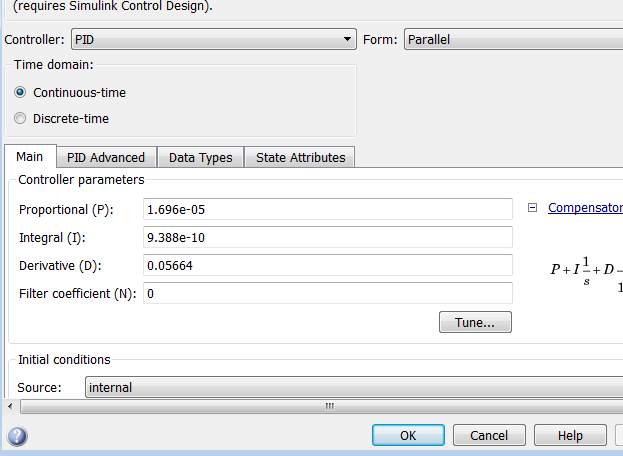 (requires Simulink Control Design).
Controller: PID Form: Parallel
Time domain:
Continuous-time
Discrete-time
Main PID Advanced Data Types State Attributes
Controller parameters
Proportional (P): 1.696e-05
Compensator
Integral (I): 9.388e-10
Derivative (D): 0.05664
P + I 1/s + D
1
Filter coefficient (N): 0
Tune...
Initial conditions
Source: internal
OK Cancel Help